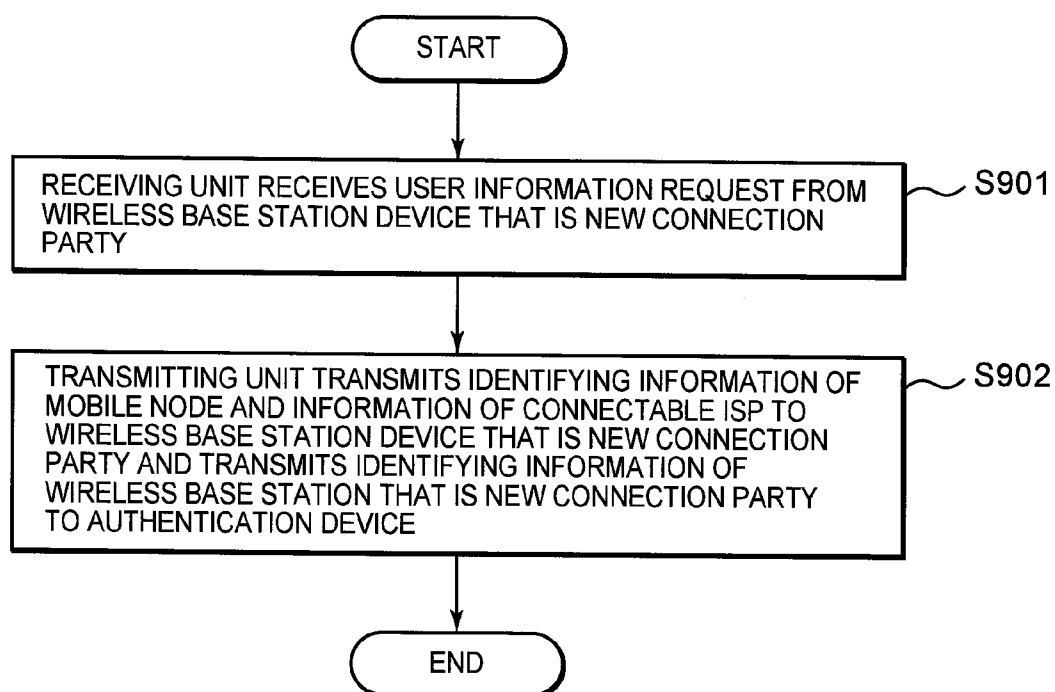 START
RECEIVING UNIT RECEIVES USER INFORMATION REQUEST FROM
WIRELESS BASE STATION DEVICE THAT IS NEW CONNECTION
PARTY
S901
TRANSMITTING UNIT TRANSMITS IDENTIFYING INFORMATION OF
MOBILE NODE AND INFORMATION OF CONNECTABLE ISP TO
WIRELESS BASE STATION DEVICE THAT IS NEW CONNECTION
PARTY AND TRANSMITS IDENTIFYING INFORMATION OF
WIRELESS BASE STATION THAT IS NEW CONNECTION PARTY
TO AUTHENTICATION DEVICE
S902
END